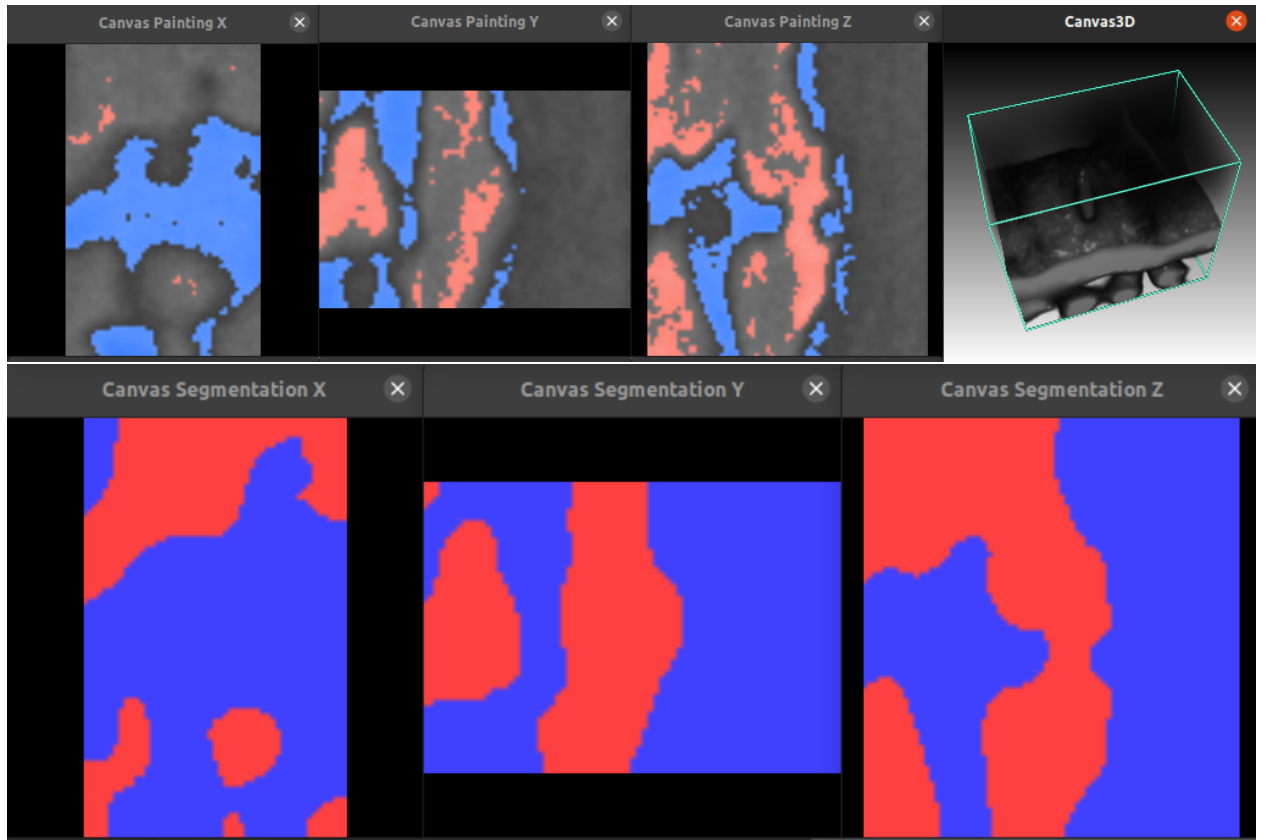 Canvas Painting X
Canvas Painting Y
Canvas Painting Z
Canvas3D
Canvas Segmentation X
Canvas Segmentation Y
Canvas Segmentation Z